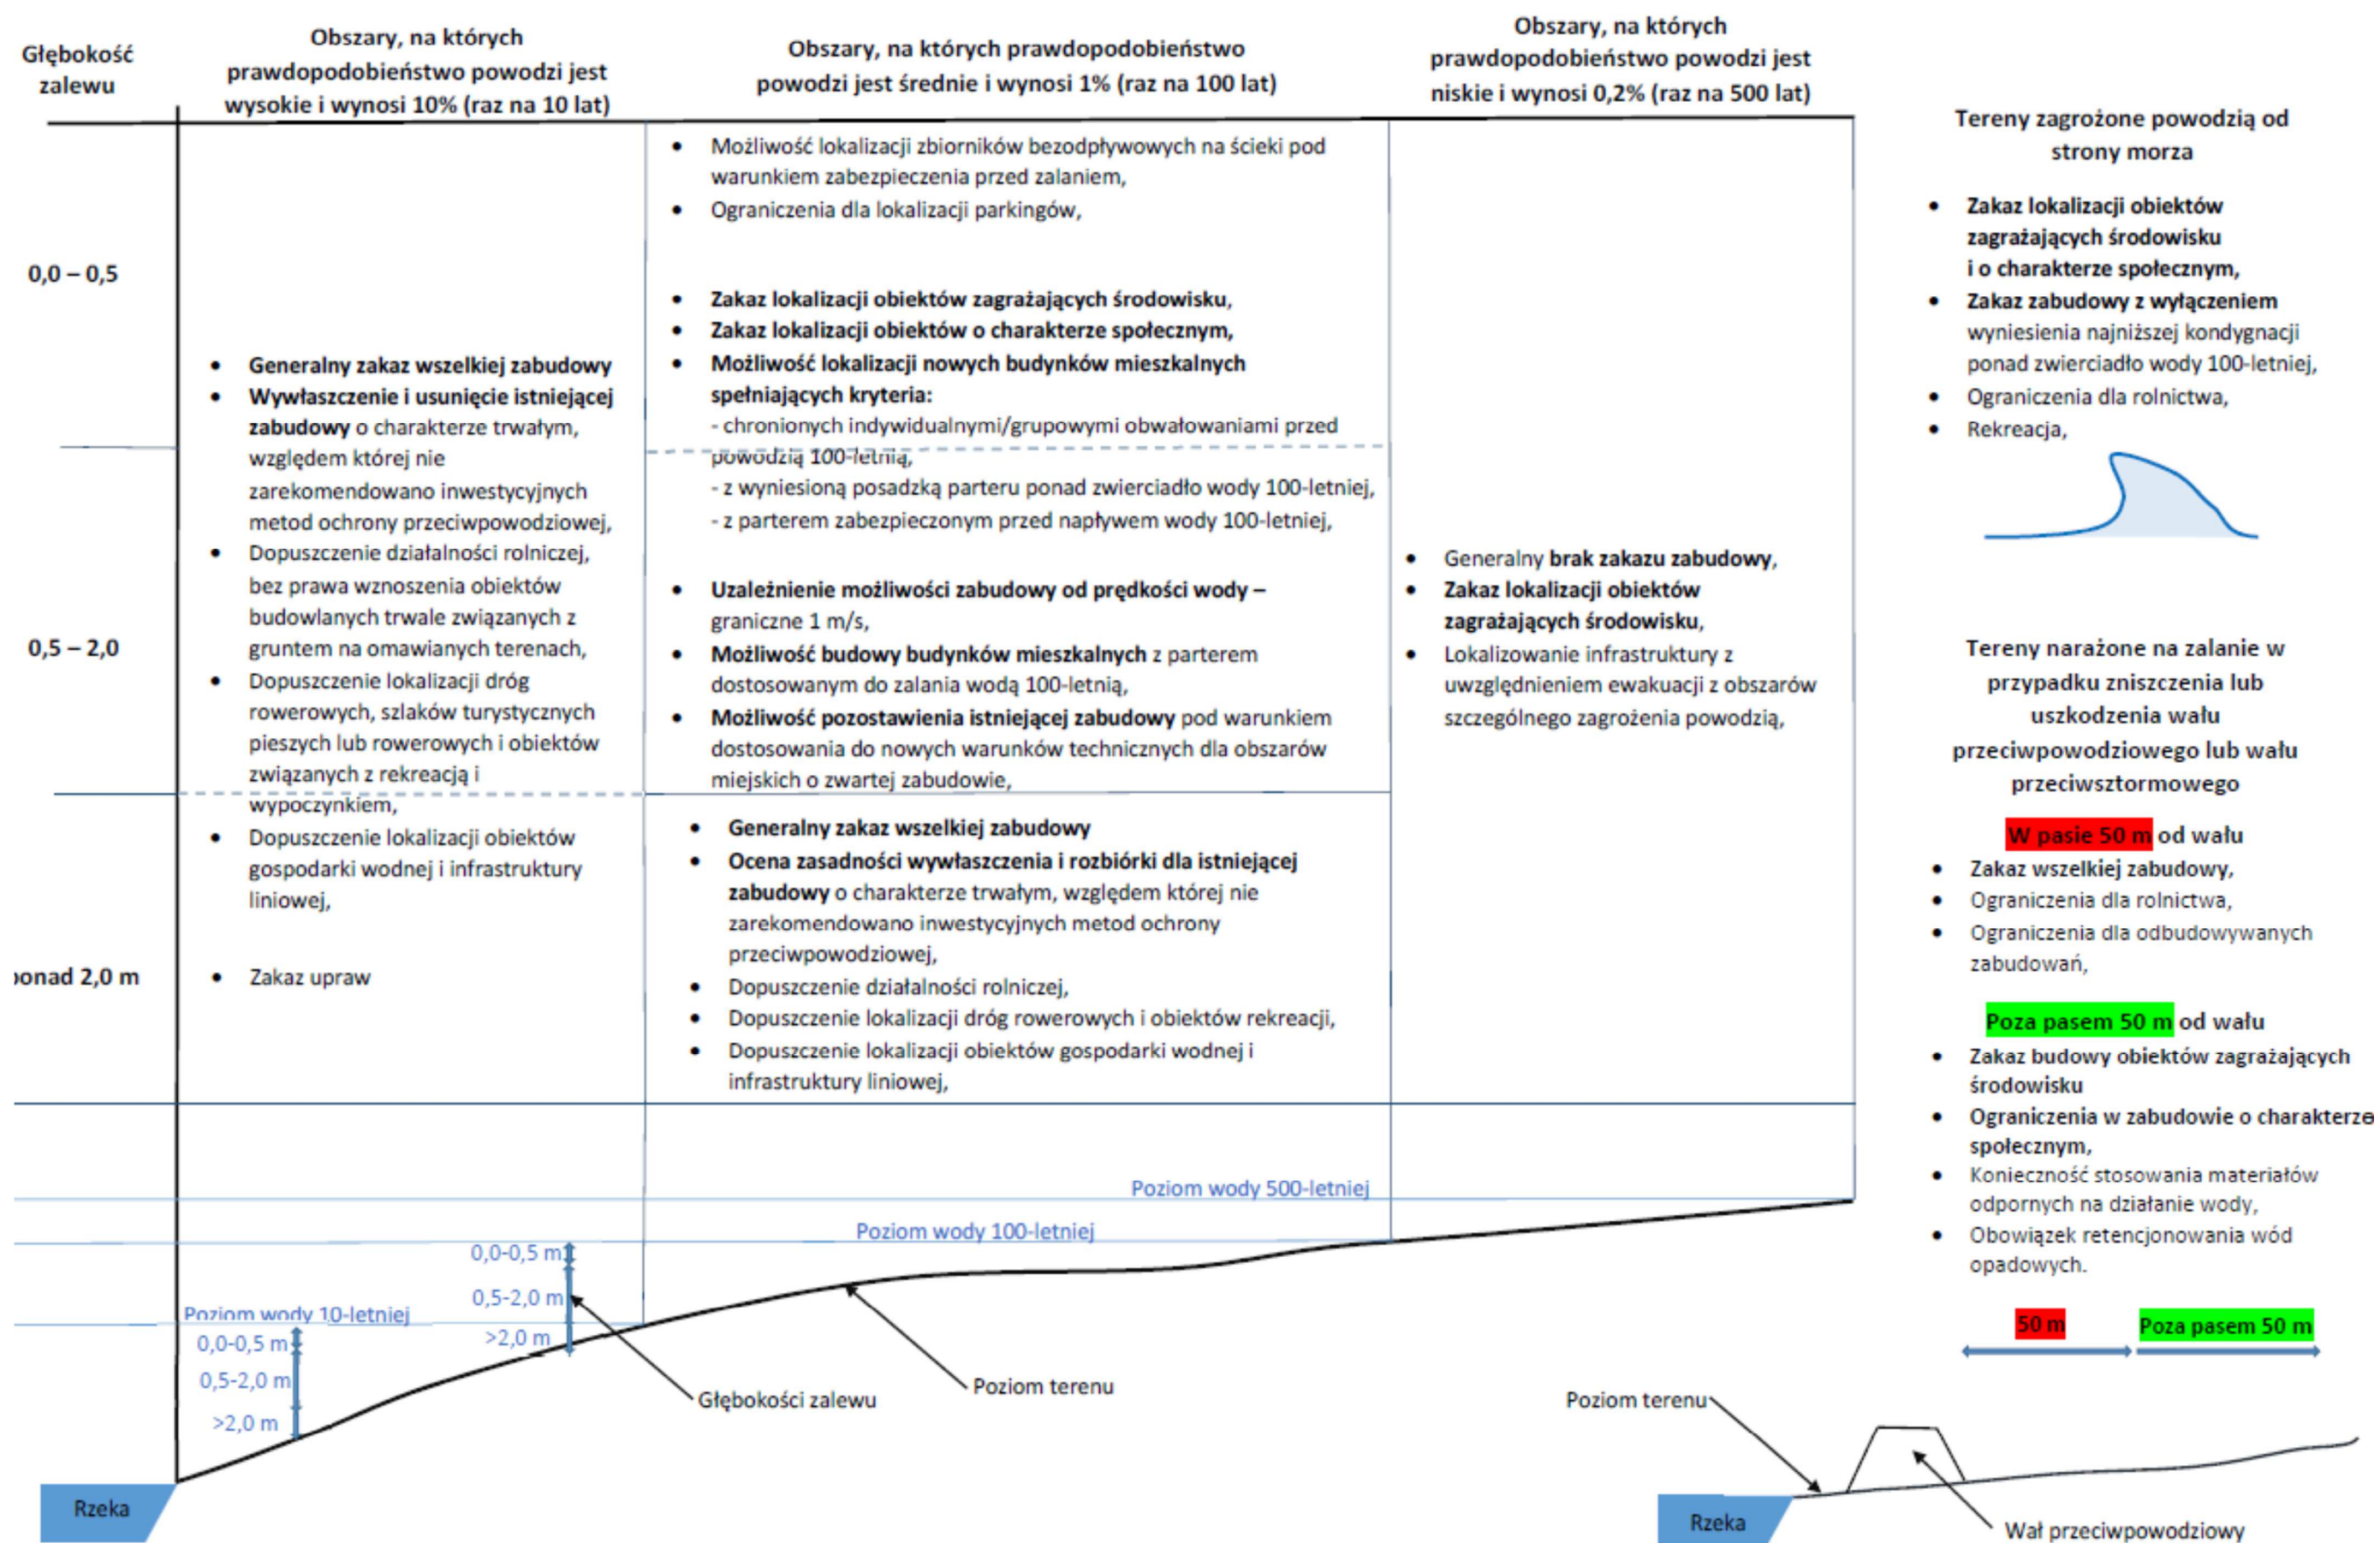 Głębokość
zalewu
Obszary, na których
prawdopodobieństwo powodzi jest
wysokie i wynosi 10% (raz na 10 lat)
Obszary, na których prawdopodobieństwo
powodzi jest średnie i wynosi 1% (raz na 100 lat)
Obszary, na których
prawdopodobieństwo powodzi jest
niskie i wynosi 0,2% (raz na 500 lat)
0,0 – 0,5
0,5 – 2,0
ponad 2,0 m
• Generalny zakaz wszelkiej zabudowy
• Wywłaszczenie i usunięcie istniejącej
zabudowy o charakterze trwałym,
względem której nie
zarekomendowano inwestycyjnych
metod ochrony przeciwpowodziowej,
• Dopuszczenie działalności rolniczej,
bez prawa wznoszenia obiektów
budowlanych trwale związanych z
gruntem na omawianych terenach,
• Dopuszczenie lokalizacji dróg
rowerowych, szlaków turystycznych
pieszych lub rowerowych i obiektów
związanych z rekreacją i
wypoczynkiem,
• Dopuszczenie lokalizacji obiektów
gospodarki wodnej i infrastruktury
liniowej,
• Zakaz upraw
• Możliwość lokalizacji zbiorników bezodpływowych na ścieki pod
warunkiem zabezpieczenia przed zalaniem,
• Ograniczenia dla lokalizacji parkingów,
• Zakaz lokalizacji obiektów zagrażających środowisku,
• Zakaz lokalizacji obiektów o charakterze społecznym,
• Możliwość lokalizacji nowych budynków mieszkalnych
spełniających kryteria:
- chronionych indywidualnymi/grupowymi obwałowaniami przed
powodzią 100-letnią,
- z wyniesioną posadzką parteru ponad zwierciadło wody 100-letniej,
- z parterem zabezpieczonym przed napływem wody 100-letniej,
• Uzależnienie możliwości zabudowy od prędkości wody –
graniczne 1 m/s,
• Możliwość budowy budynków mieszkalnych z parterem
dostosowanym do zalania wodą 100-letnią,
• Możliwość pozostawienia istniejącej zabudowy pod warunkiem
dostosowania do nowych warunków technicznych dla obszarów
miejskich o zwartej zabudowie,
• Generalny zakaz wszelkiej zabudowy
• Ocena zasadności wywłaszczenia i rozbiórki dla istniejącej
zabudowy o charakterze trwałym, względem której nie
zarekomendowano inwestycyjnych metod ochrony
przeciwpowodziowej,
• Dopuszczenie działalności rolniczej,
• Dopuszczenie lokalizacji dróg rowerowych i obiektów rekreacji,
• Dopuszczenie lokalizacji obiektów gospodarki wodnej i
infrastruktury liniowej,
• Generalny brak zakazu zabudowy,
• Zakaz lokalizacji obiektów
zagrażających środowisku,
• Lokalizowanie infrastruktury z
uwzględnieniem ewakuacji z obszarów
szczególnego zagrożenia powodzią,
Tereny zagrożone powodzią od
strony morza
• Zakaz lokalizacji obiektów
zagrażających środowisku
i o charakterze społecznym,
• Zakaz zabudowy z wyłączeniem
wyniesienia najniższej kondygnacji
ponad zwierciadło wody 100-letniej,
• Ograniczenia dla rolnictwa,
• Rekreacja,
Tereny narażone na zalanie w
przypadku zniszczenia lub
uszkodzenia wału
przeciwpowodziowego lub wału
przeciwsztormowego
W pasie 50 m od wału
• Zakaz wszelkiej zabudowy,
• Ograniczenia dla rolnictwa,
• Ograniczenia dla odbudowywanych
zabudowań,
Poza pasem 50 m od wału
• Zakaz budowy obiektów zagrażających
środowisku
• Ograniczenia w zabudowie o charakterze
społecznym,
• Konieczność stosowania materiałów
odpornych na działanie wody,
• Obowiązek retencjonowania wód
opadowych.
Poziom wody 500-letniej
Poziom wody 100-letniej
0,0-0,5 m
0,5-2,0 m
>2,0 m
Poziom wody 10-letniej
0,0-0,5 m
0,5-2,0 m
>2,0 m
Głębokości zalewu
Poziom terenu
Rzeka
50 m
Poza pasem 50 m
Poziom terenu
Rzeka
Wał przeciwpowodziowy